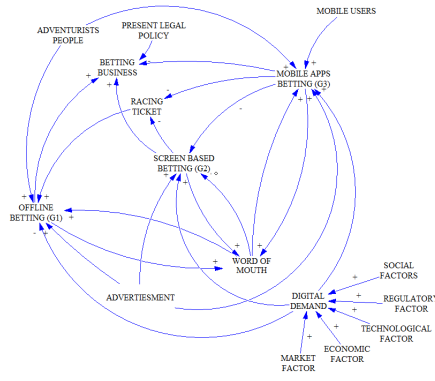 MOBILE USERS
PRESENT LEGAL
POLICY
ADVENTURISTS
PEOPLE
BETTING
BUSINESS
MOBILE APPS
BETTING (G3)
RACING
TICKET
SCREEN BASED
BETTING (G2)
OFFLINE
BETTING (G1)
WORD OF
MOUTH
ADVERTIESMENT
DIGITAL
DEMAND
SOCIAL
FACTORS
REGULATORY
FACTOR
TECHNOLOGICAL
FACTOR
ECONOMIC
FACTOR
MARKET
FACTOR